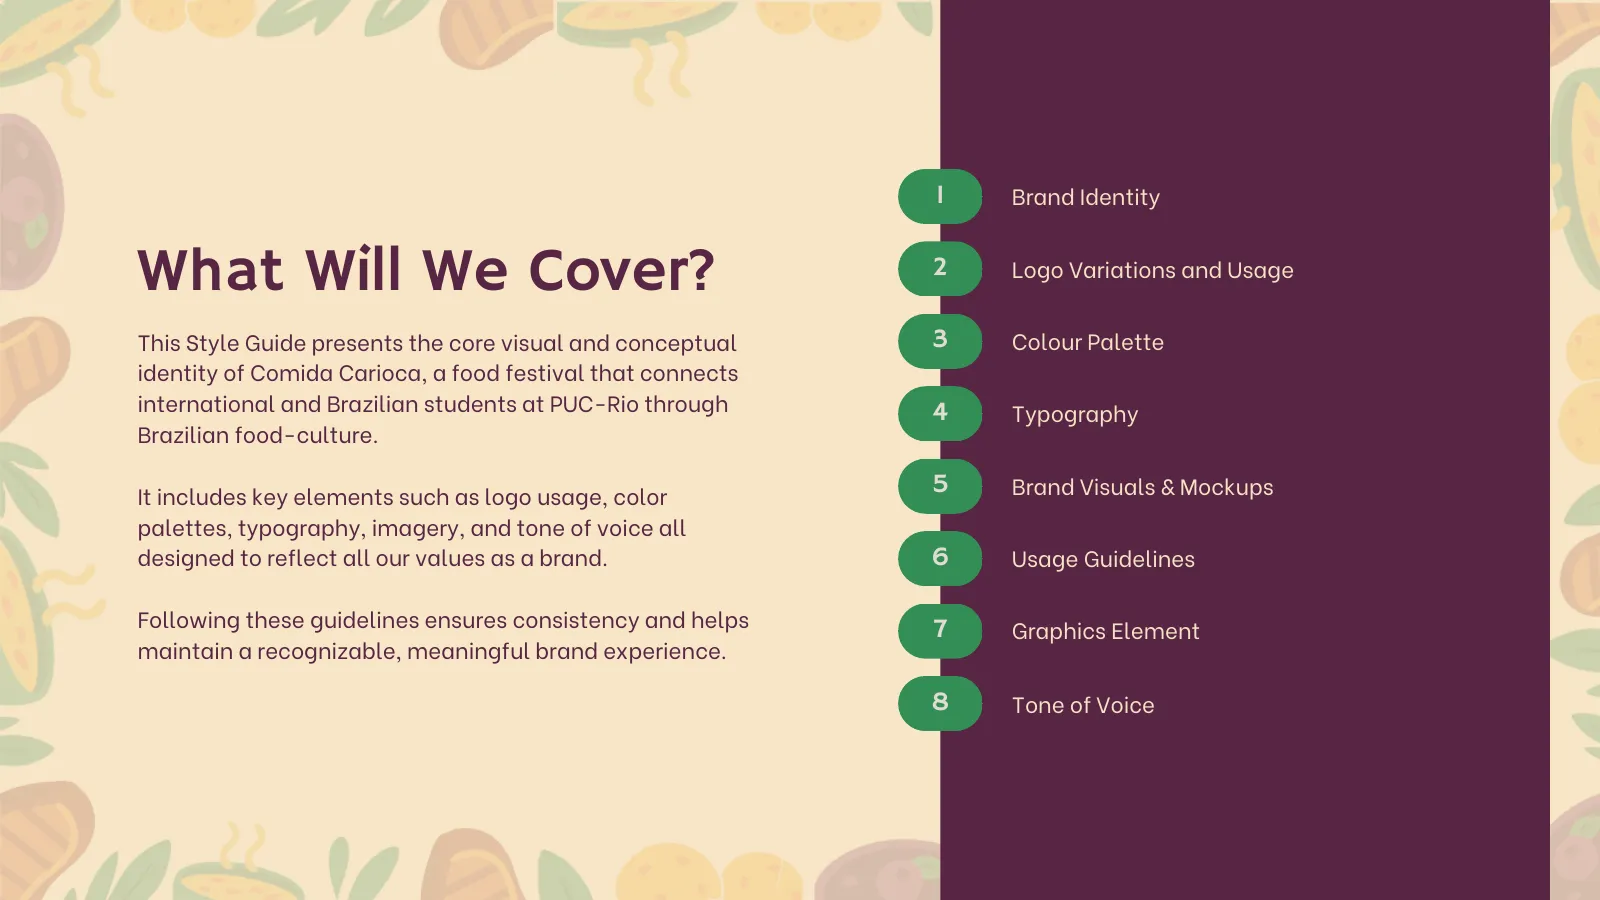 What Will We Cover?
This Style Guide presents the core visual and conceptual
identity of Comida Carioca, a food festival that connects
international and Brazilian students at PUC-Rio through
Brazilian food-culture.
It includes key elements such as logo usage, color
palettes, typography, imagery, and tone of voice all
designed to reflect all our values as a brand.
Following these guidelines ensures consistency and helps
maintain a recognizable, meaningful brand experience.
1 Brand Identity
2 Logo Variations and Usage
3 Colour Palette
4 Typography
5 Brand Visuals & Mockups
6 Usage Guidelines
7 Graphics Element
8 Tone of Voice